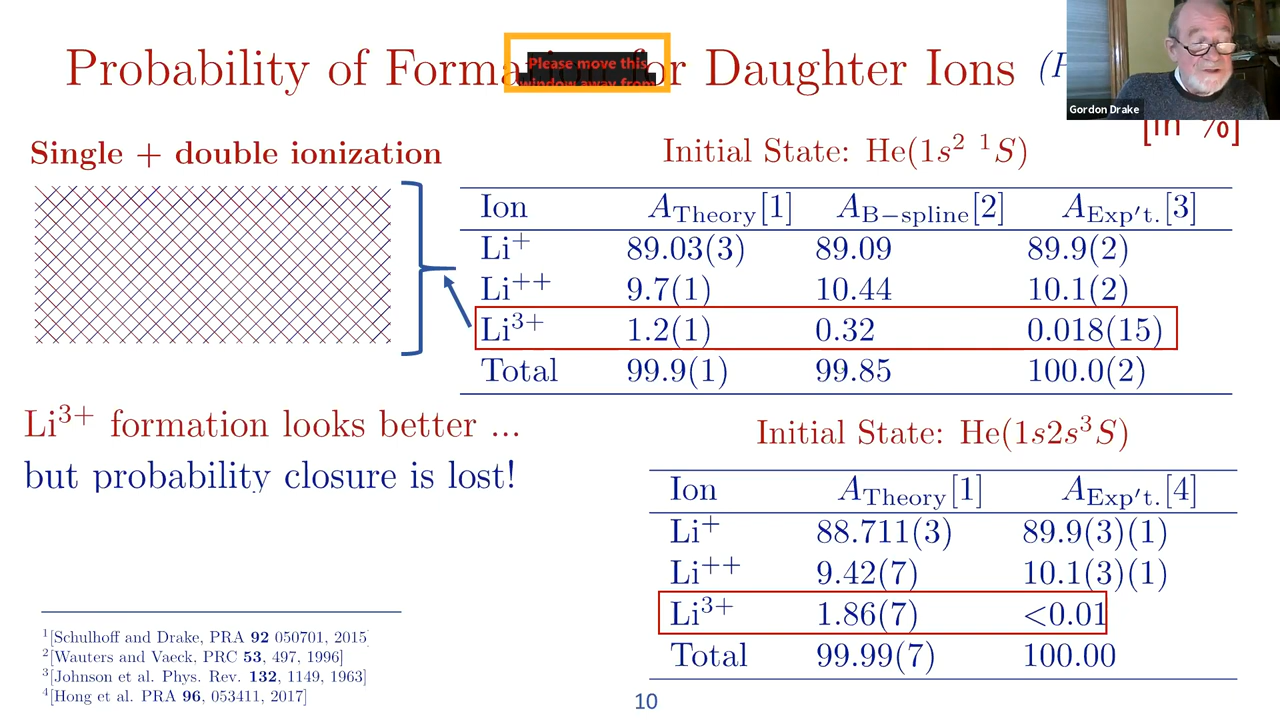 Probability of Formation for Daughter Ions (
Please move this
window away from
Gordon Drake
[in %]
Single + double ionization
Initial State: He(1s² ¹S)
Ion A_Theory[1] A_B−spline[2] A_Exp't.[3]
Li⁺ 89.03(3) 89.09 89.9(2)
Li⁺⁺ 9.7(1) 10.44 10.1(2)
Li³⁺ 1.2(1) 0.32 0.018(15)
Total 99.9(1) 99.85 100.0(2)
Li³⁺ formation looks better ...
but probability closure is lost!
Initial State: He(1s2s³S)
Ion A_Theory[1] A_Exp't.[4]
Li⁺ 88.711(3) 89.9(3)(1)
Li⁺⁺ 9.42(7) 10.1(3)(1)
Li³⁺ 1.86(7) <0.01
Total 99.99(7) 100.00
¹[Schulhoff and Drake, PRA 92 050701, 2015]
²[Wauters and Vaeck, PRC 53, 497, 1996]
³[Johnson et al. Phys. Rev. 132, 1149, 1963]
⁴[Hong et al. PRA 96, 053411, 2017]
10